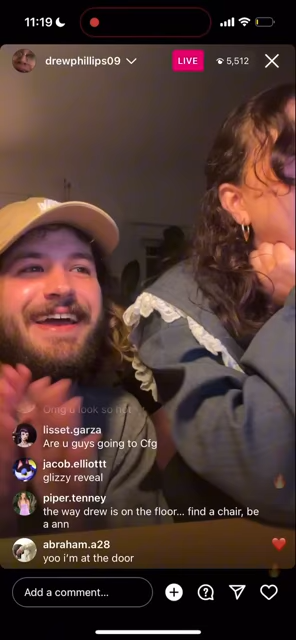 11:19
drewphillips09
LIVE
5,512
Omg u look so hot
lisset.garza
Are u guys going to Cfg
jacob.elliottt
glizzy reveal
piper.tenney
the way drew is on the floor... find a chair, be
a ann
abraham.a28
yoo i'm at the door
Add a comment...